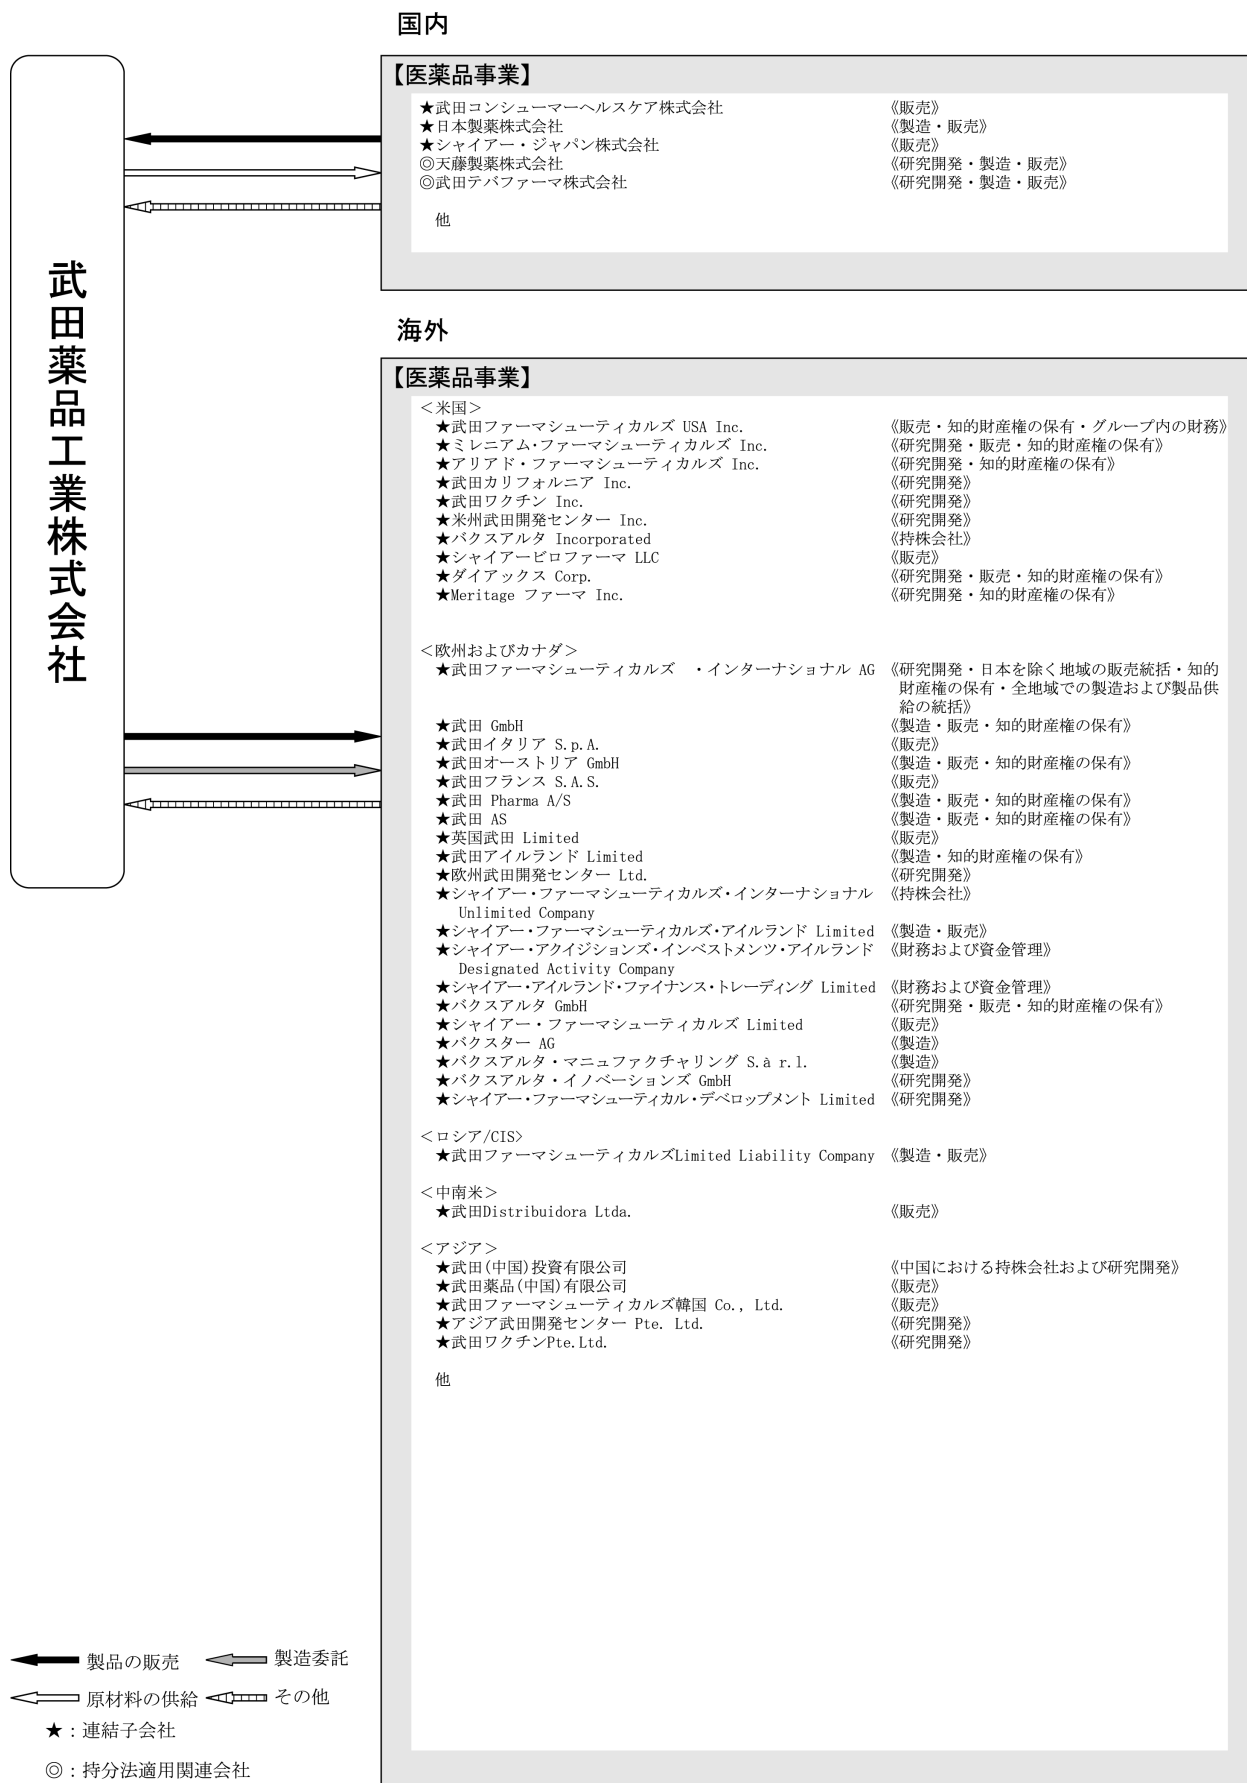 国内
武田薬品工業株式会社
【医薬品事業】
★武田コンシューマーヘルスケア株式会社 《販売》
★日本製薬株式会社 《製造・販売》
★シャイアー・ジャパン株式会社 《販売》
◎天藤製薬株式会社 《研究開発・製造・販売》
◎武田テバファーマ株式会社 《研究開発・製造・販売》
他
海外
【医薬品事業】
＜米国＞
★武田ファーマシューティカルズ USA Inc. 《販売・知的財産権の保有・グループ内の財務》
★ミレニアム・ファーマシューティカルズ Inc. 《研究開発・販売・知的財産権の保有》
★アリアド・ファーマシューティカルズ Inc. 《研究開発・知的財産権の保有》
★武田カリフォルニア Inc. 《研究開発》
★武田ワクチン Inc. 《研究開発》
★米州武田開発センター Inc. 《研究開発》
★バクスアルタ Incorporated 《持株会社》
★シャイアービロファーマ LLC 《販売》
★ダイアックス Corp. 《研究開発・販売・知的財産権の保有》
★Meritage ファーマ Inc. 《研究開発・知的財産権の保有》
＜欧州およびカナダ＞
★武田ファーマシューティカルズ ・インターナショナル AG 《研究開発・日本を除く地域の販売統括・知的
財産権の保有・全地域での製造および製品供
給の統括》
★武田 GmbH 《製造・販売・知的財産権の保有》
★武田イタリア S.p.A. 《販売》
★武田オーストリア GmbH 《製造・販売・知的財産権の保有》
★武田フランス S.A.S. 《販売》
★武田 Pharma A/S 《製造・販売・知的財産権の保有》
★武田 AS 《製造・販売・知的財産権の保有》
★英国武田 Limited 《販売》
★武田アイルランド Limited 《製造・知的財産権の保有》
★欧州武田開発センター Ltd. 《研究開発》
★シャイアー・ファーマシューティカルズ・インターナショナル 《持株会社》
Unlimited Company
★シャイアー・ファーマシューティカルズ・アイルランド Limited 《製造・販売》
★シャイアー・アクイジションズ・インベストメンツ・アイルランド 《財務および資金管理》
Designated Activity Company
★シャイアー・アイルランド・ファイナンス・トレーディング Limited 《財務および資金管理》
★バクスアルタ GmbH 《研究開発・販売・知的財産権の保有》
★シャイアー・ファーマシューティカルズ Limited 《販売》
★バクスター AG 《製造》
★バクスアルタ・マニュファクチャリング S.à r.l. 《製造》
★バクスアルタ・イノベーションズ GmbH 《研究開発》
★シャイアー・ファーマシューティカル・デベロップメント Limited 《研究開発》
＜ロシア/CIS>
★武田ファーマシューティカルズLimited Liability Company 《製造・販売》
＜中南米＞
★武田Distribuidora Ltda. 《販売》
＜アジア＞
★武田(中国)投資有限公司 《中国における持株会社および研究開発》
★武田薬品(中国)有限公司 《販売》
★武田ファーマシューティカルズ韓国 Co., Ltd. 《販売》
★アジア武田開発センター Pte. Ltd. 《研究開発》
★武田ワクチンPte.Ltd. 《研究開発》
他
製品の販売 製造委託
原材料の供給 その他
★：連結子会社
◎：持分法適用関連会社